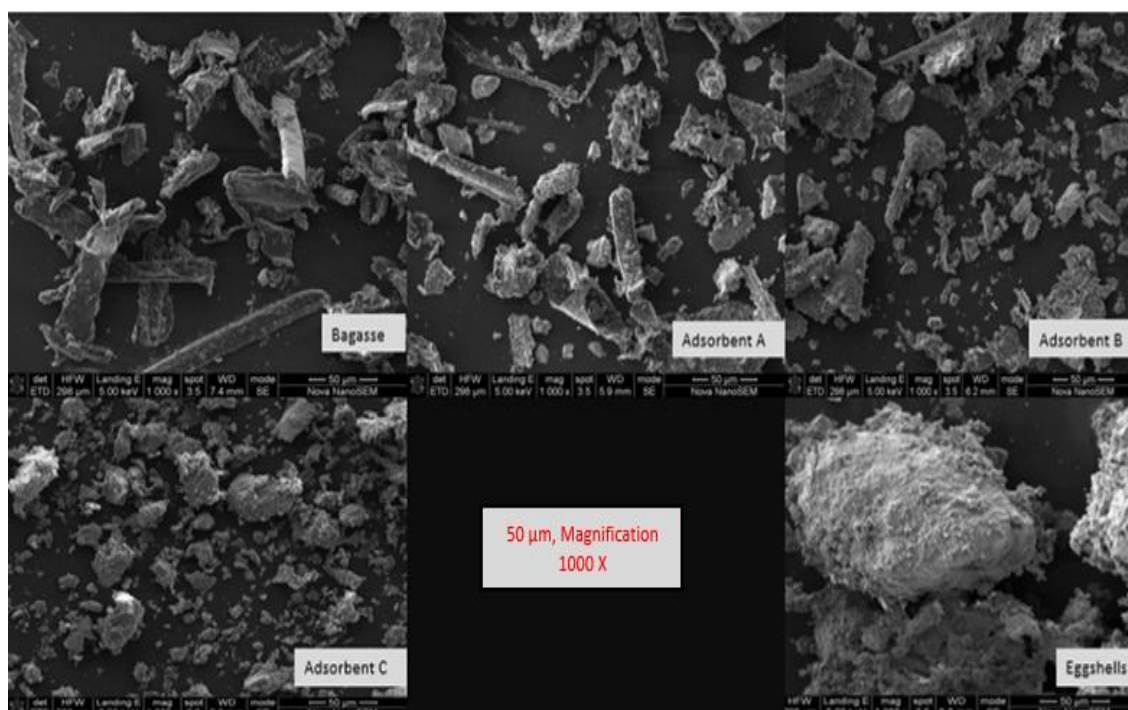 Bagasse
Adsorbent A
Adsorbent B
det HFW Landing E mag spot WD mode 50 µm
ETD 298 µm 5.00 keV 1 000 x 3.5 7.4 mm SE Nova NanoSEM
det HFW Landing E mag spot WD mode 50 µm
ETD 298 µm 5.00 keV 1 000 x 3.5 5.9 mm SE Nova NanoSEM
det HFW Landing E mag spot WD mode 50 µm
ETD 298 µm 5.00 keV 1 000 x 3.5 6.2 mm SE Nova NanoSEM
50 µm, Magnification
1000 X
Adsorbent C
Eggshells
det HFW Landing E mag spot WD mode 50 µm
det HFW Landing E mag spot WD mode 50 µm